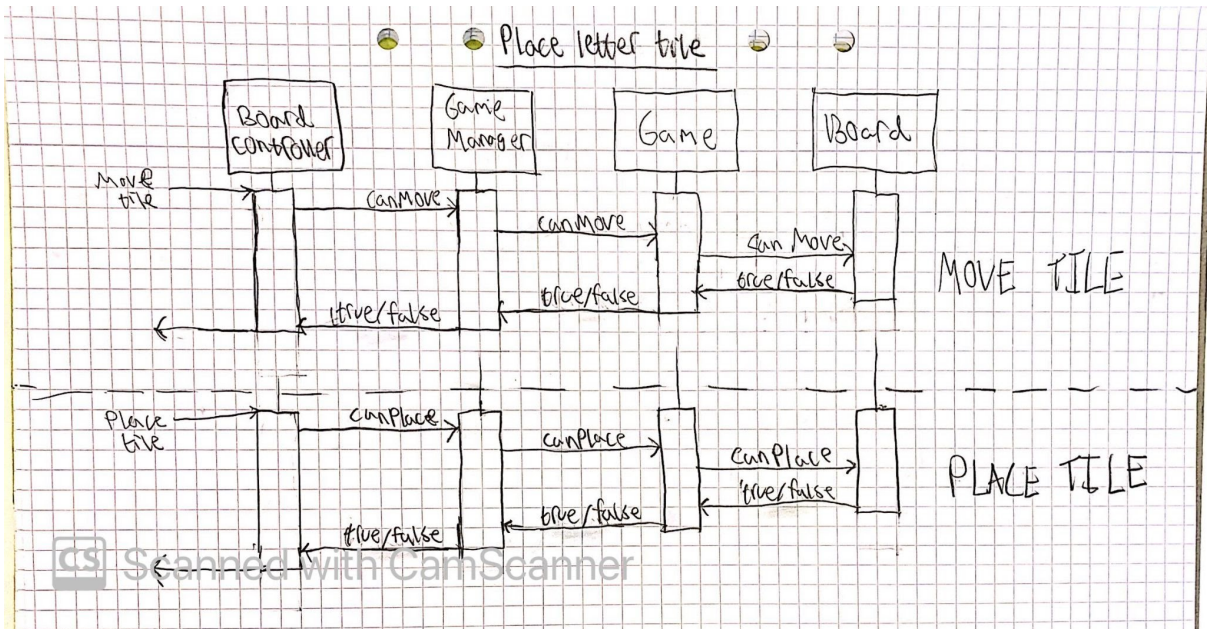 Place letter tile
Board
controller
Game
Manager
Game
Board
Move
tile
canMove
canMove
can Move
true/false
true/false
true/false
MOVE TILE
Place
tile
canPlace
canPlace
canPlace
true/false
true/false
true/false
PLACE TILE
CS Scanned with CamScanner